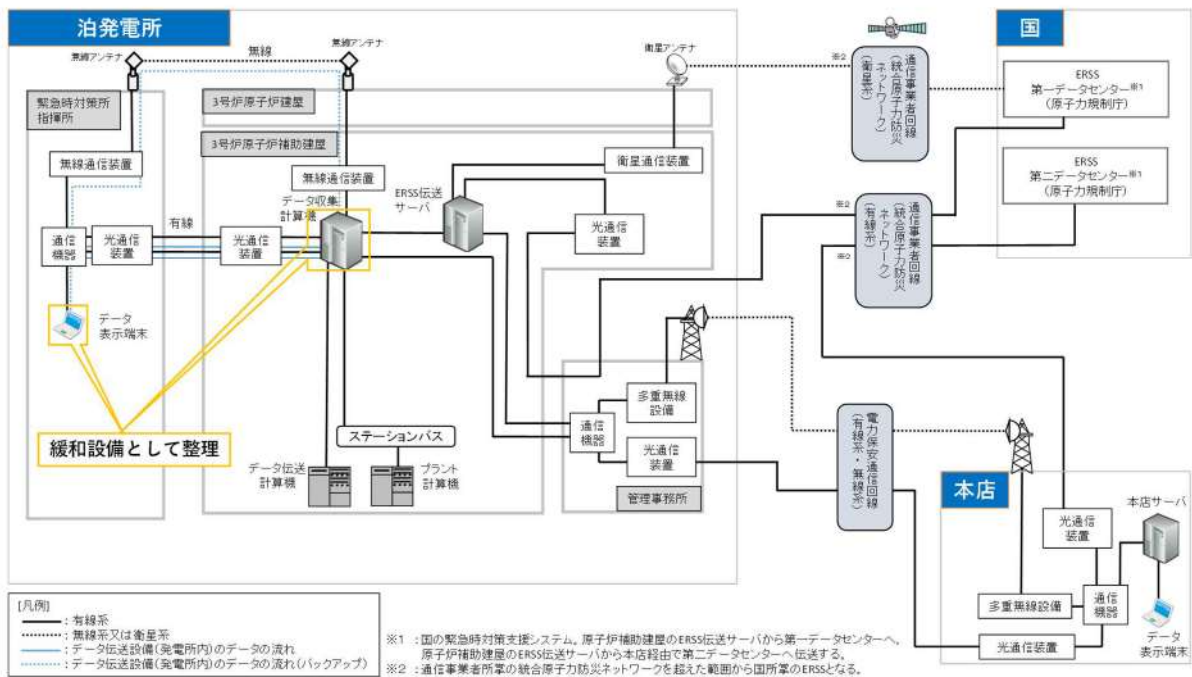 泊発電所
無線アンテナ
無線
無線アンテナ
衛星アンテナ
緊急時対策所
指揮所
3号炉原子炉建屋
3号炉原子炉補助建屋
無線通信装置
無線通信装置
データ収集
計算機
ERSS伝送
サーバ
衛星通信装置
光通信
装置
有線
通信
機器
光通信
装置
光通信
装置
データ
表示端末
緩和設備として整理
ステーションバス
データ伝送
計算機
プラント
計算機
通信
機器
多重無線
設備
光通信
装置
管理事務所
※2
通信事業者回線
(統合原子力防災
ネットワーク)
(衛星系)
※2
※2
通信事業者回線
(統合原子力防災
ネットワーク)
(有線系)
電力保安通信回線
(有線系・無線系)
国
ERSS
第一データセンター※1
(原子力規制庁)
ERSS
第二データセンター※1
(原子力規制庁)
本店
光通信
装置
本店サーバ
多重無線設備
通信
機器
光通信装置
データ
表示端末
[凡例]
:有線系
:無線系又は衛星系
:データ伝送設備(発電所内)のデータの流れ
:データ伝送設備(発電所内)のデータの流れ(バックアップ)
※1 :国の緊急時対策支援システム。原子炉補助建屋のERSS伝送サーバから第一データセンターへ、
原子炉補助建屋のERSS伝送サーバから本店経由で第二データセンターへ伝送する。
※2 :通信事業者所掌の統合原子力防災ネットワークを超えた範囲から国所掌のERSSとなる。